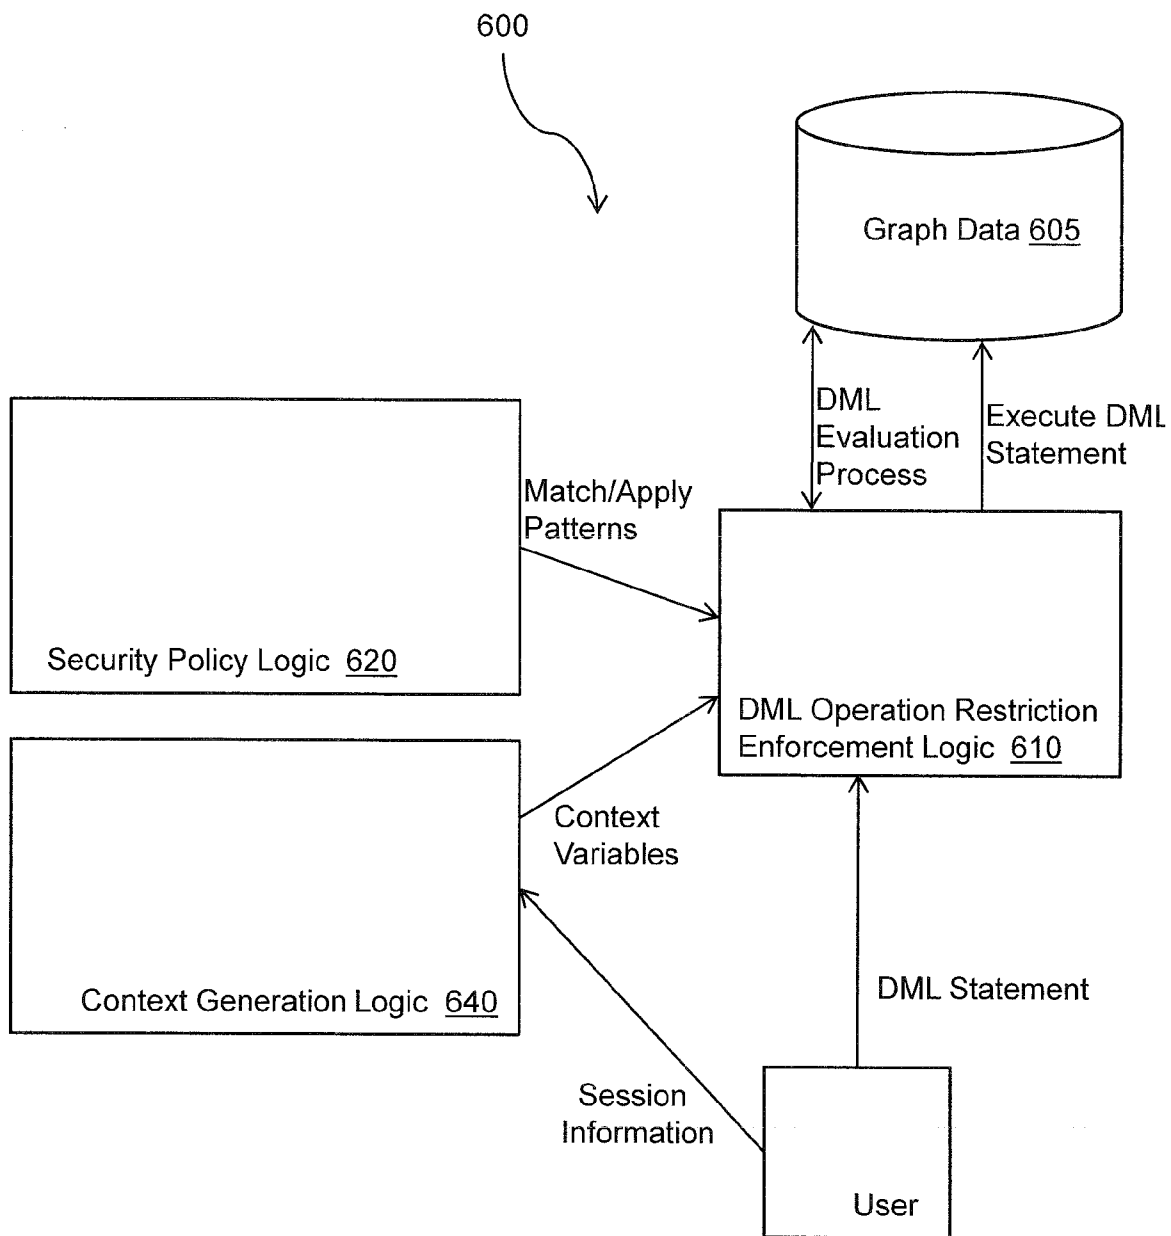 600
Graph Data 605
DML
Evaluation
Process
Execute DML
Statement
Match/Apply
Patterns
Security Policy Logic 620
DML Operation Restriction
Enforcement Logic 610
Context
Variables
Context Generation Logic 640
DML Statement
Session
Information
User